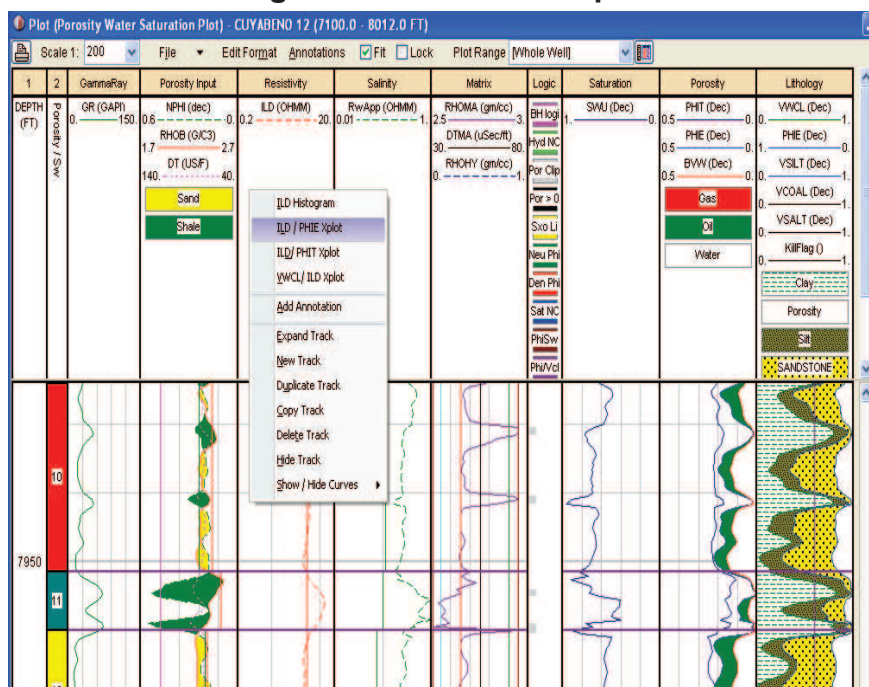 Plot (Porosity Water Saturation Plot) - CUYABENO 12 (7100.0 - 8012.0 FT)
Scale 1: 200 File Edit Format Annotations Fit Lock Plot Range [Whole Well]
1 2 GammaRay Porosity Input Resistivity Salinity Matrix Logic Saturation Porosity Lithology
DEPTH (FT)
Porosity / Sw
GR (GAPI)
0. 150.
NPHI (dec)
0.6 -0.
RHOB (G/C3)
1.7 2.7
DT (US/F)
140. 40.
Sand
Shale
ILD (OHMM)
0.2 20.
RwApp (OHMM)
0.01 1.
RHOMA (gm/cc)
2.5 3.
DTMA (uSec/ft)
30. 80.
RHOHY (gm/cc)
0. 1.
BH logi
Hyd NC
Por Clip
Por > 0
Sxo Li
Neu Phi
Den Phi
Sat NC
PhiSw
Phi/Vcl
SWU (Dec)
1. 0.
PHIT (Dec)
0.5 0.
PHIE (Dec)
0.5 0.
BVW (Dec)
0.5 0.
Gas
Oil
Water
VWCL (Dec)
0. 1.
PHIE (Dec)
1. 0.
VSILT (Dec)
0. 1.
VCOAL (Dec)
0. 1.
VSALT (Dec)
0. 1.
KillFlag ()
0. 1.
Clay
Porosity
Silt
SANDSTONE
ILD Histogram
ILD / PHIE Xplot
ILD/ PHIT Xplot
VWCL/ ILD Xplot
Add Annotation
Expand Track
New Track
Duplicate Track
Copy Track
Delete Track
Hide Track
Show / Hide Curves
10
7950
11